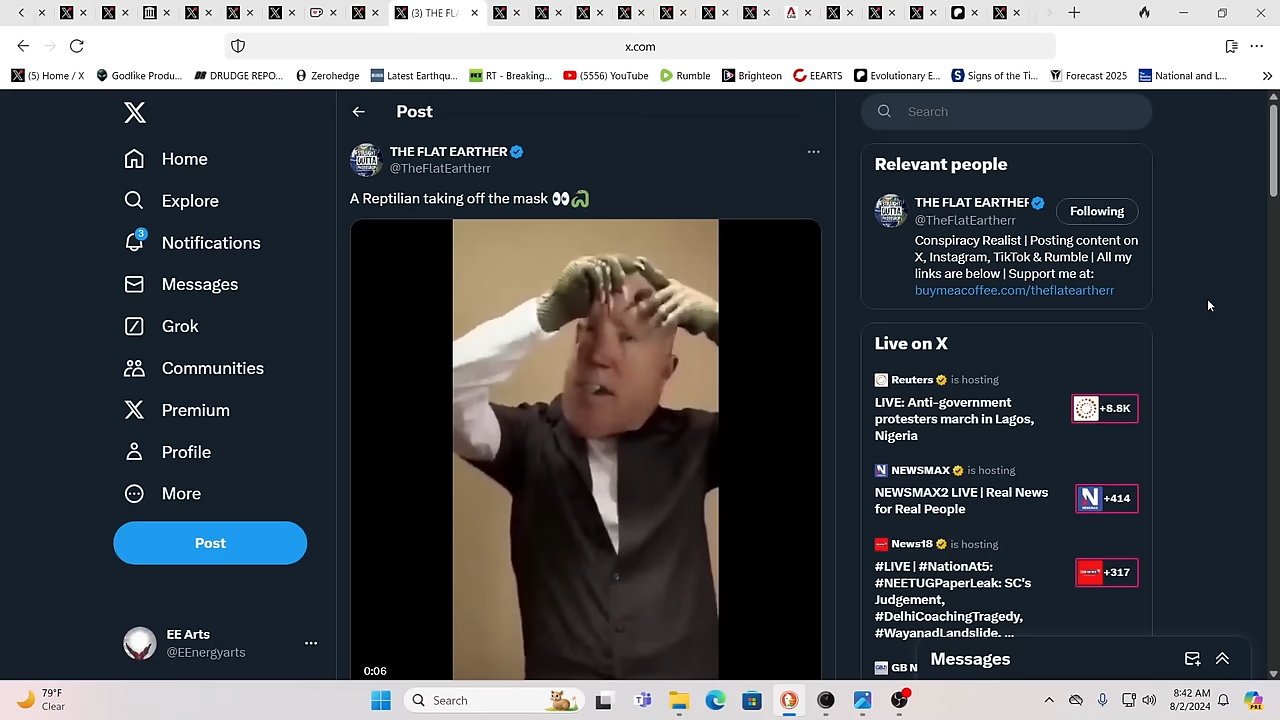 (3) THE FL
x.com
(5) Home / X
Godlike Produ...
DRUDGE REPO...
Zerohedge
Latest Earthqu...
RT - Breaking...
(5556) YouTube
Rumble
Brighteon
EEARTS
Evolutionary E...
Signs of the Ti...
Forecast 2025
National and L...
Home
Explore
3
Notifications
Messages
Grok
Communities
Premium
Profile
More
Post
EE Arts
@EEnergyarts
Post
THE FLAT EARTHER
@TheFlatEartherr
A Reptilian taking off the mask 👀🐍
0:06
Search
Relevant people
THE FLAT EARTHER
@TheFlatEartherr
Following
Conspiracy Realist | Posting content on
X, Instagram, TikTok & Rumble | All my
links are below | Support me at:
buymeacoffee.com/theflateartherr
Live on X
Reuters is hosting
LIVE: Anti-government
protesters march in Lagos,
Nigeria
+8.8K
NEWSMAX is hosting
NEWSMAX2 LIVE | Real News
for Real People
+414
News18 is hosting
#LIVE | #NationAt5:
#NEETUGPaperLeak: SC's
Judgement,
#DelhiCoachingTragedy,
#WayanadLandslide, ...
+317
GB N
Messages
79°F
Clear
Search
8:42 AM
8/2/2024